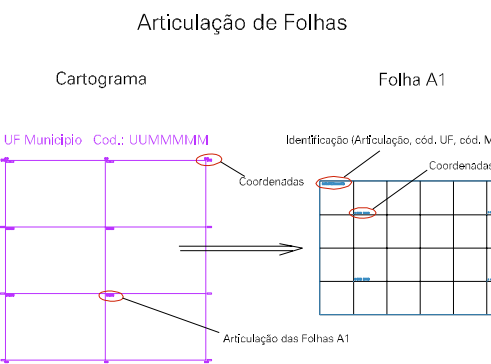 Articulação de Folhas
Cartograma
Folha A1
UF Municipio Cod.: UUMMMMM
Identificação (Articulação, cód. UF, cód. M
Coordenadas
Coordenadas
Articulação das Folhas A1